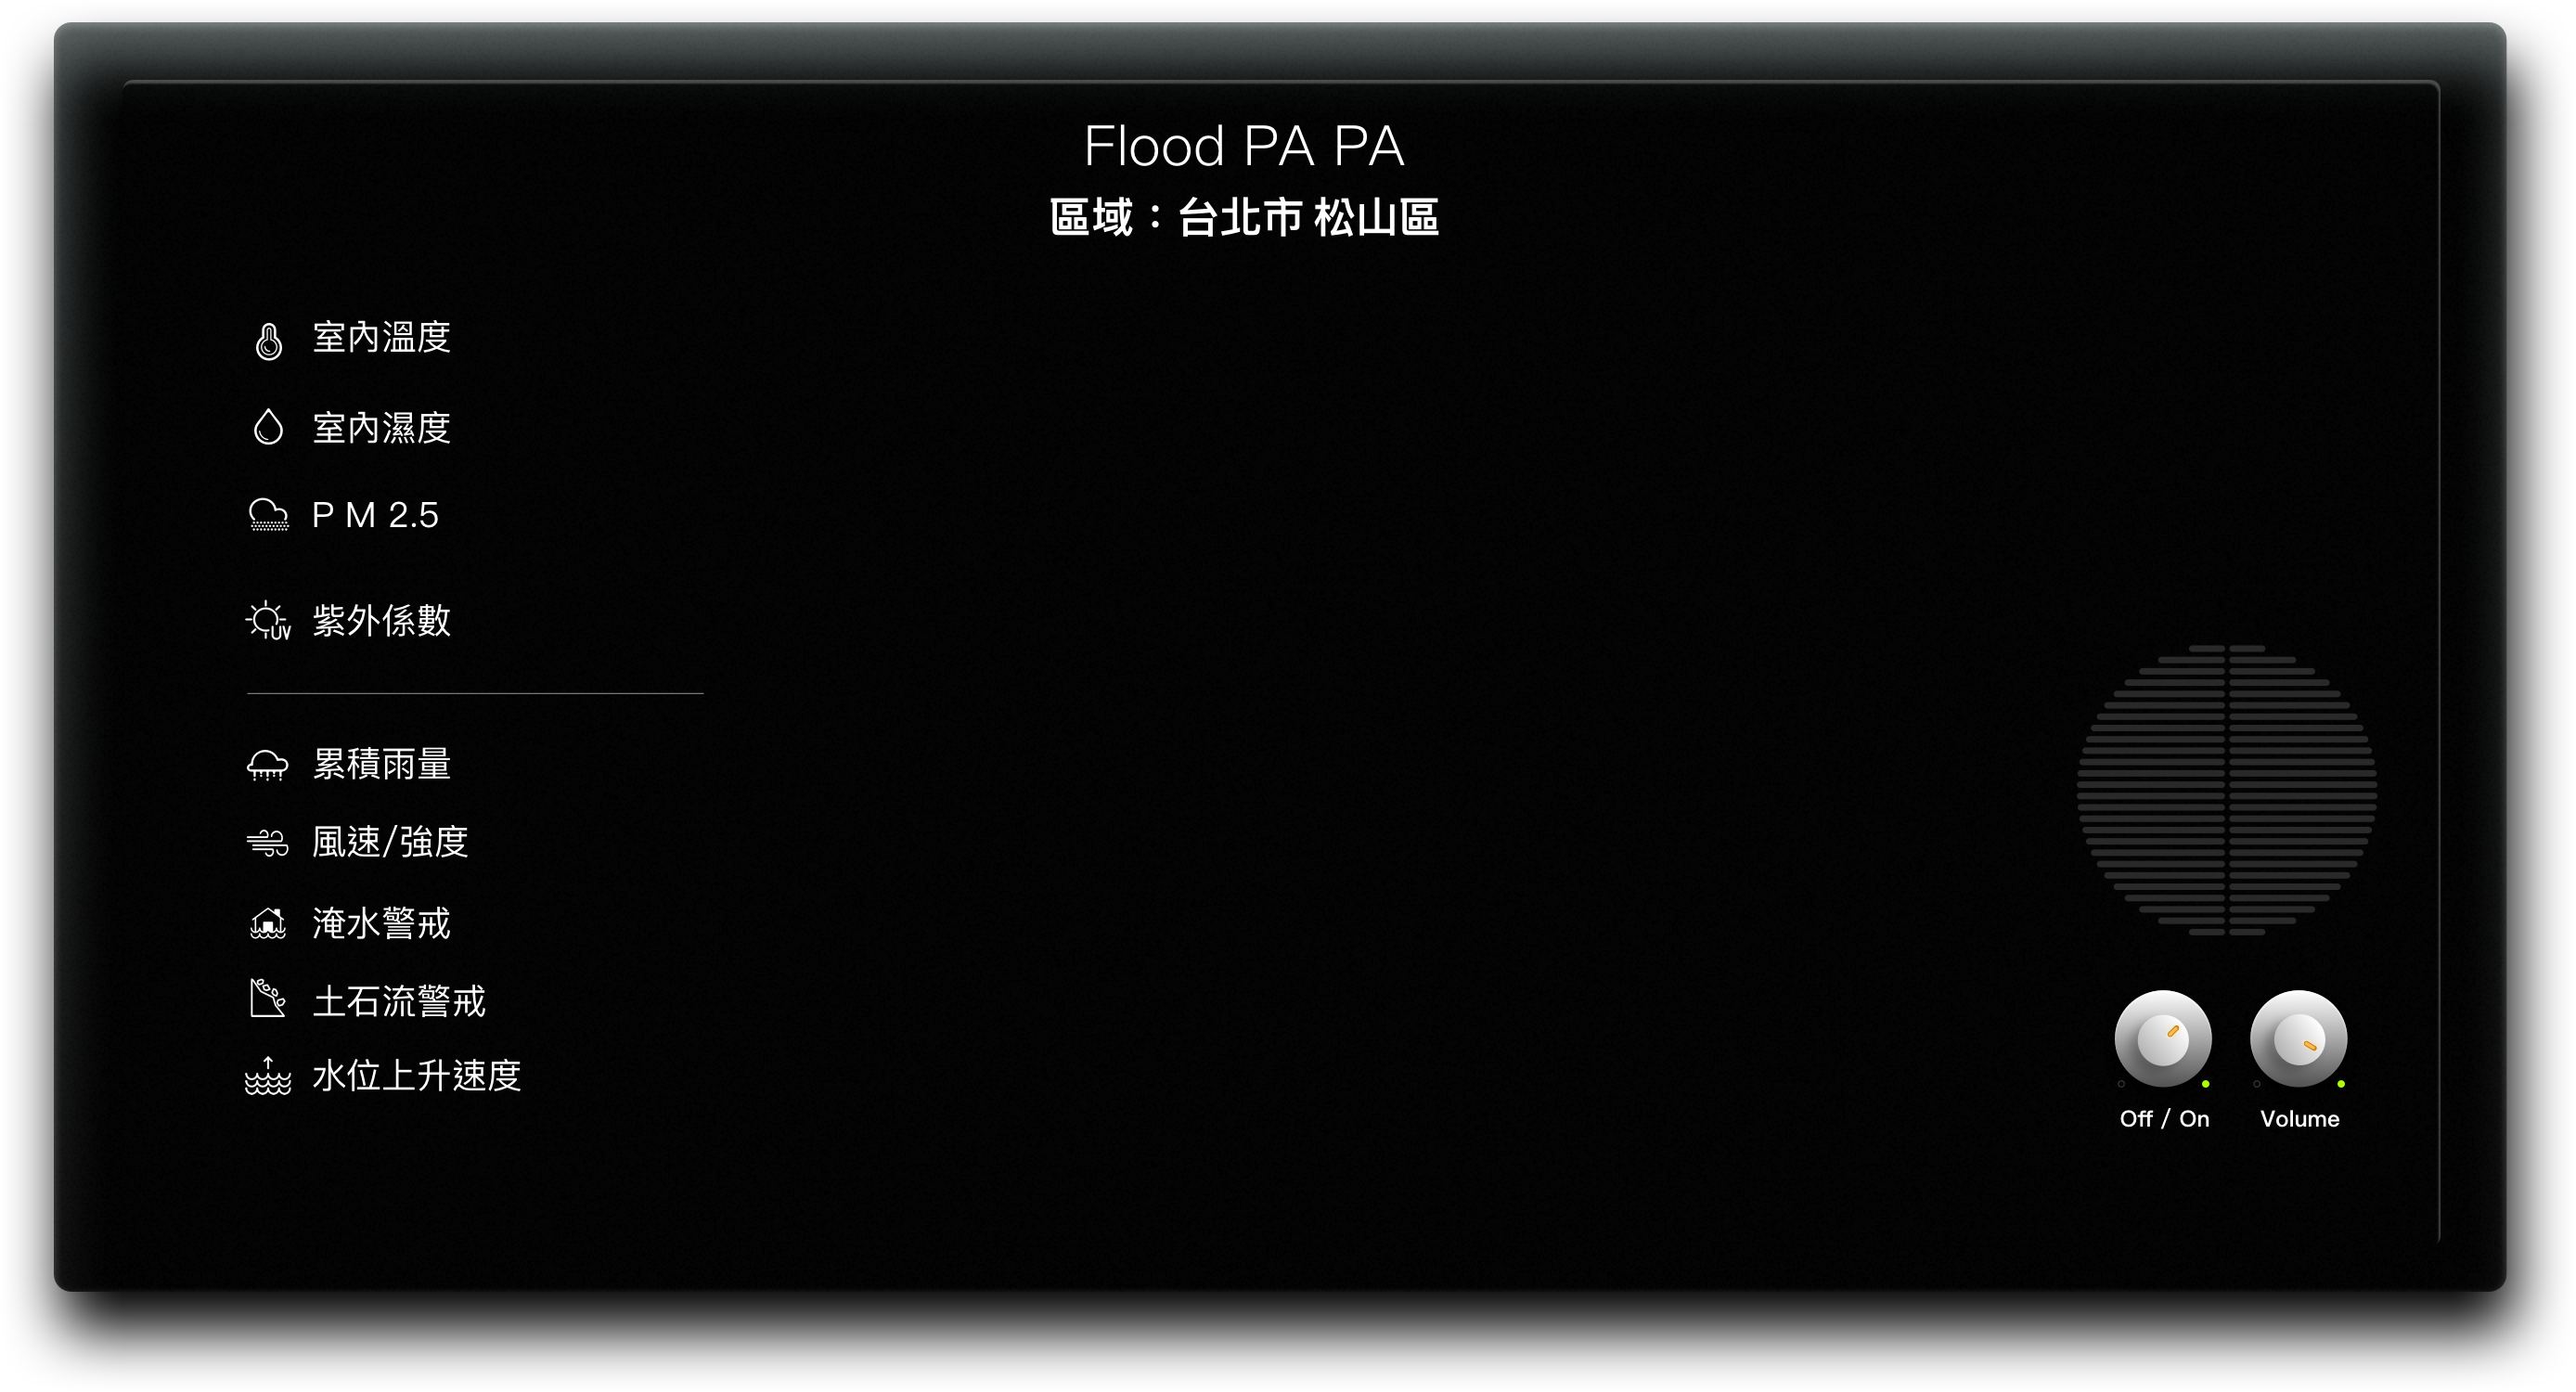 Flood PA PA
區域：台北市 松山區
室內溫度
室內濕度
P M 2.5
UV 紫外係數
累積雨量
風速/強度
淹水警戒
土石流警戒
水位上升速度
Off / On
Volume